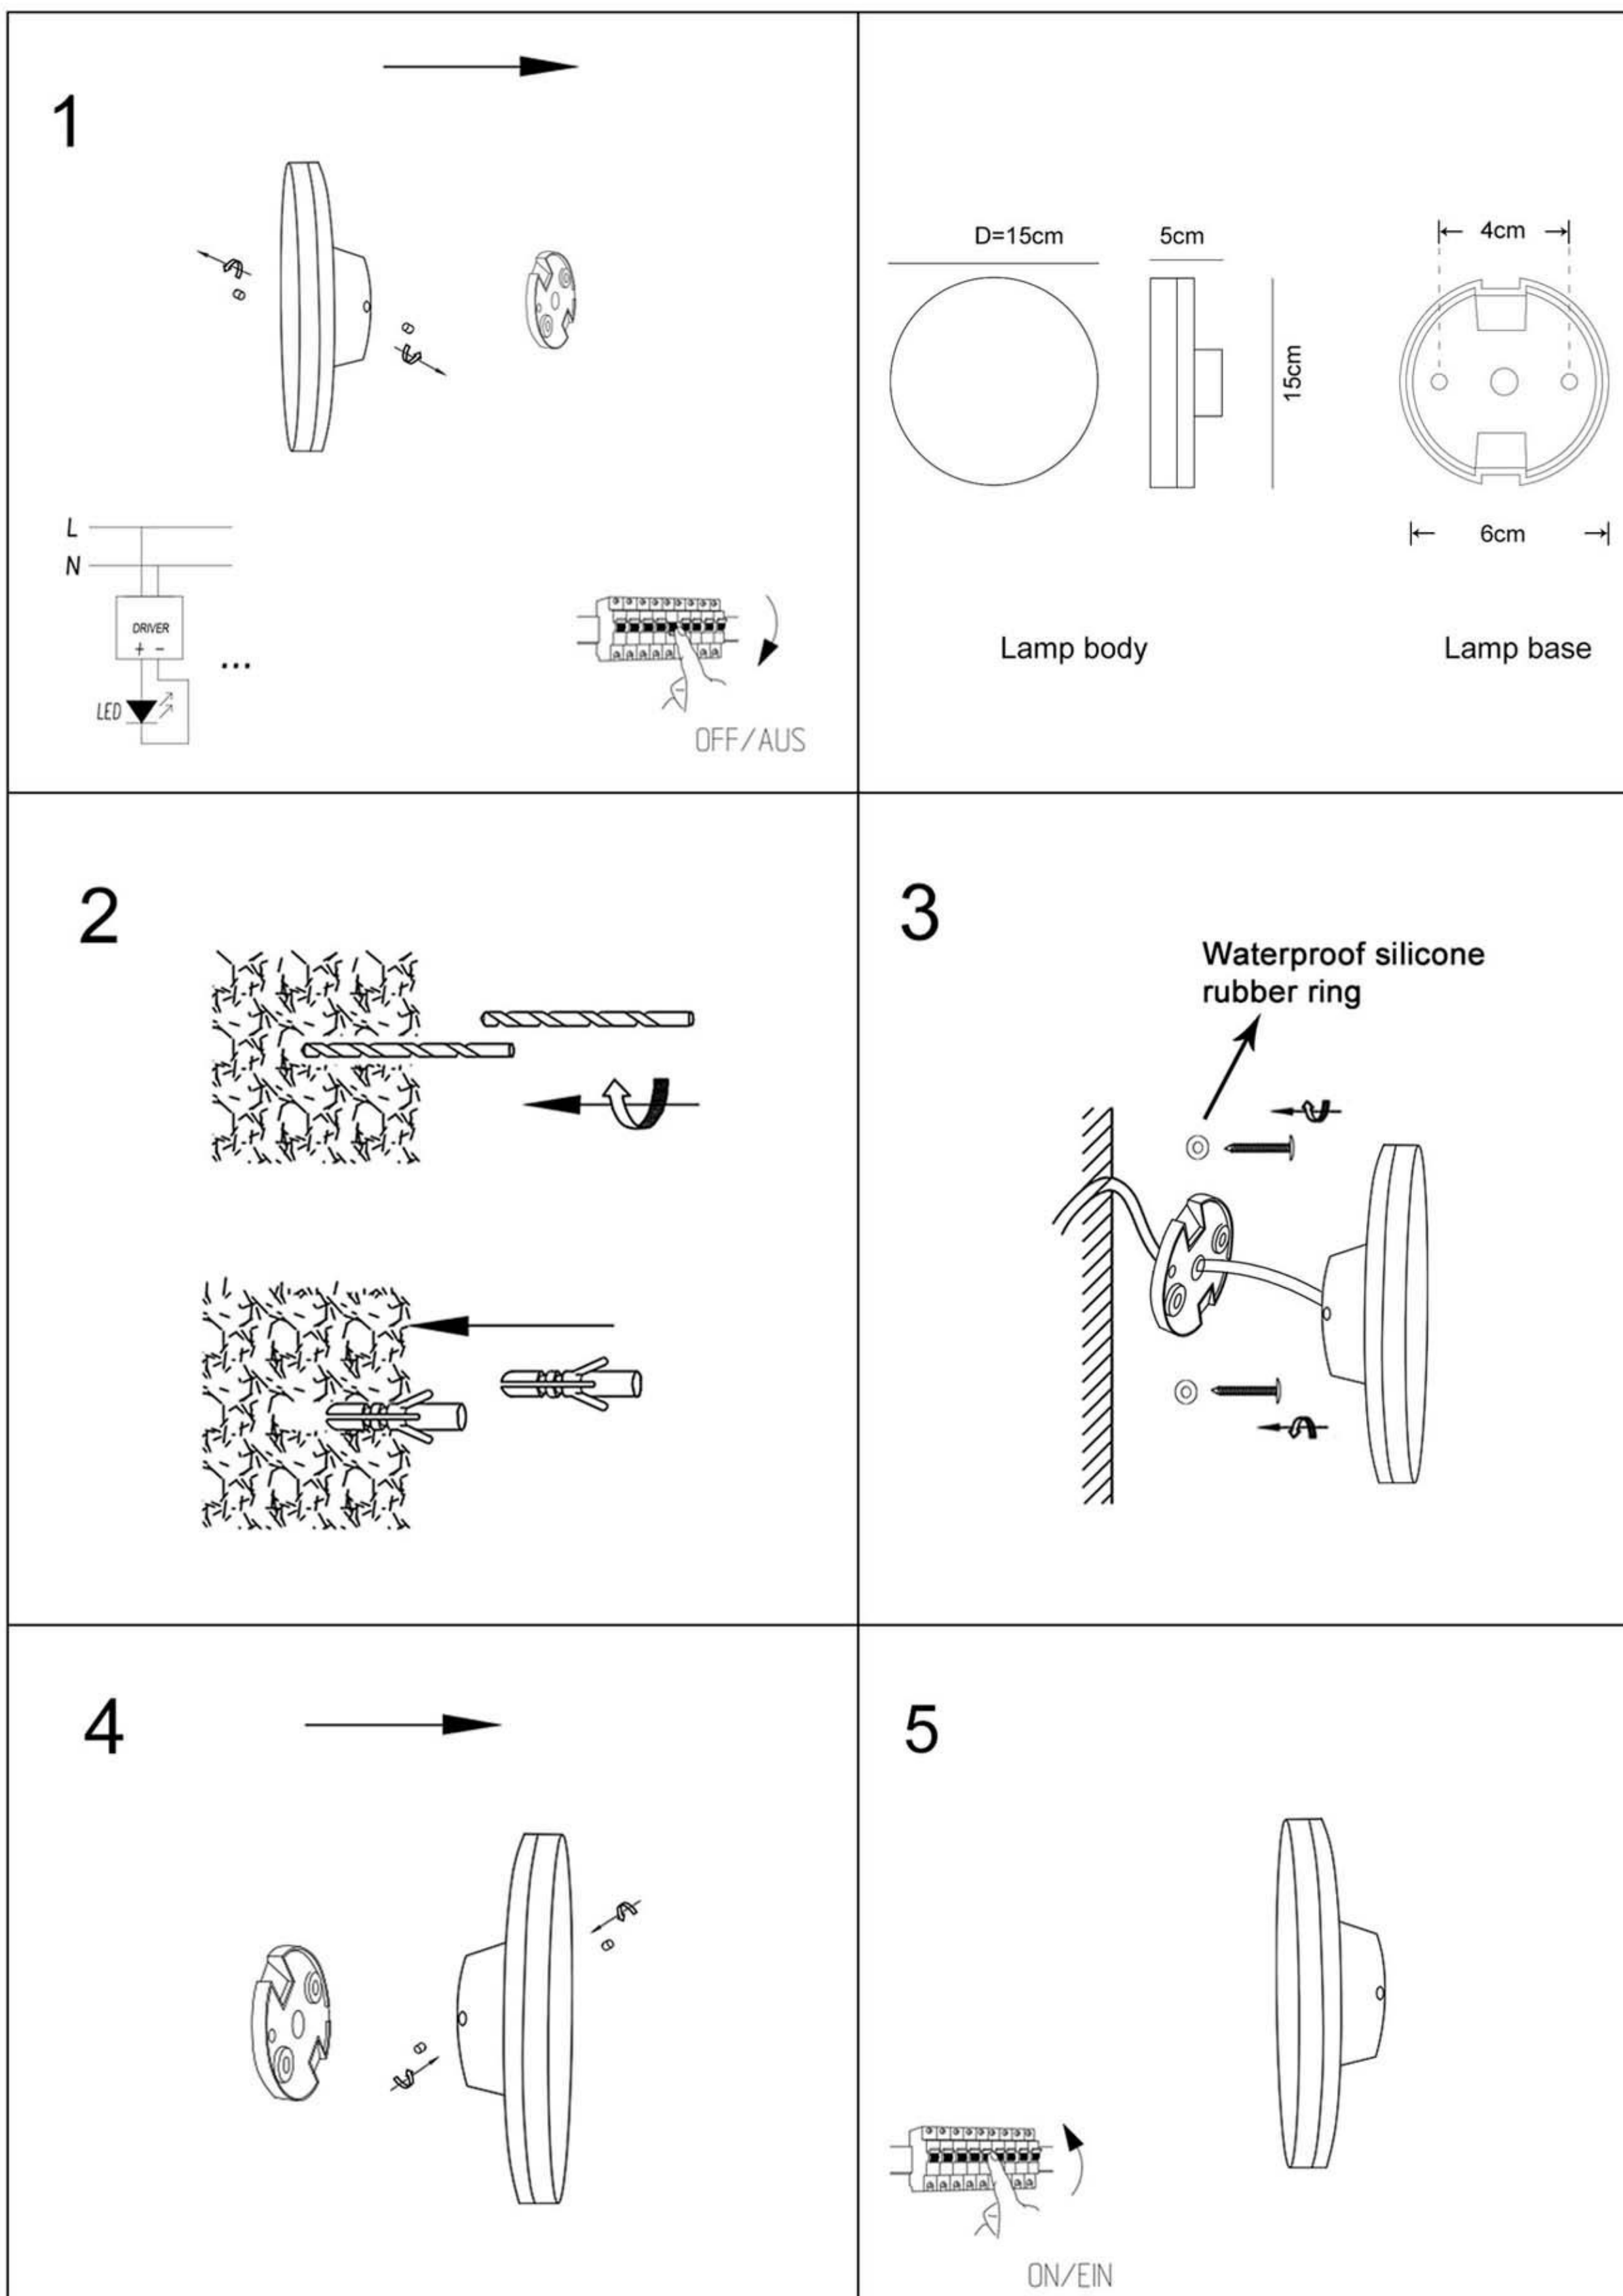 1
L
N
DRIVER
+ -
LED
...
OFF/AUS
D=15cm
5cm
15cm
4cm
6cm
Lamp body
Lamp base
2
3
Waterproof silicone
rubber ring
4
5
ON/EIN